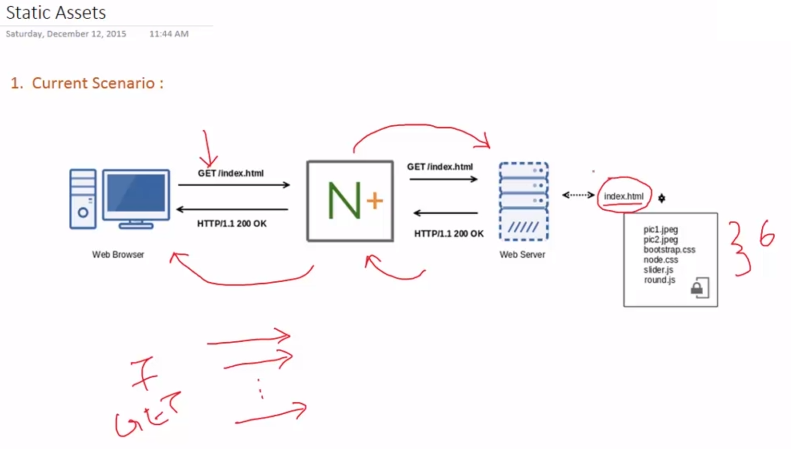 Static Assets
Saturday, December 12, 2015 11:44 AM
1. Current Scenario :
GET /index.html
GET /index.html
N+
index.html
HTTP/1.1 200 OK
HTTP/1.1 200 OK
Web Browser
Web Server
pic1.jpeg
pic2.jpeg
bootstrap.css
node.css
slider.js
round.js
6
7
GET